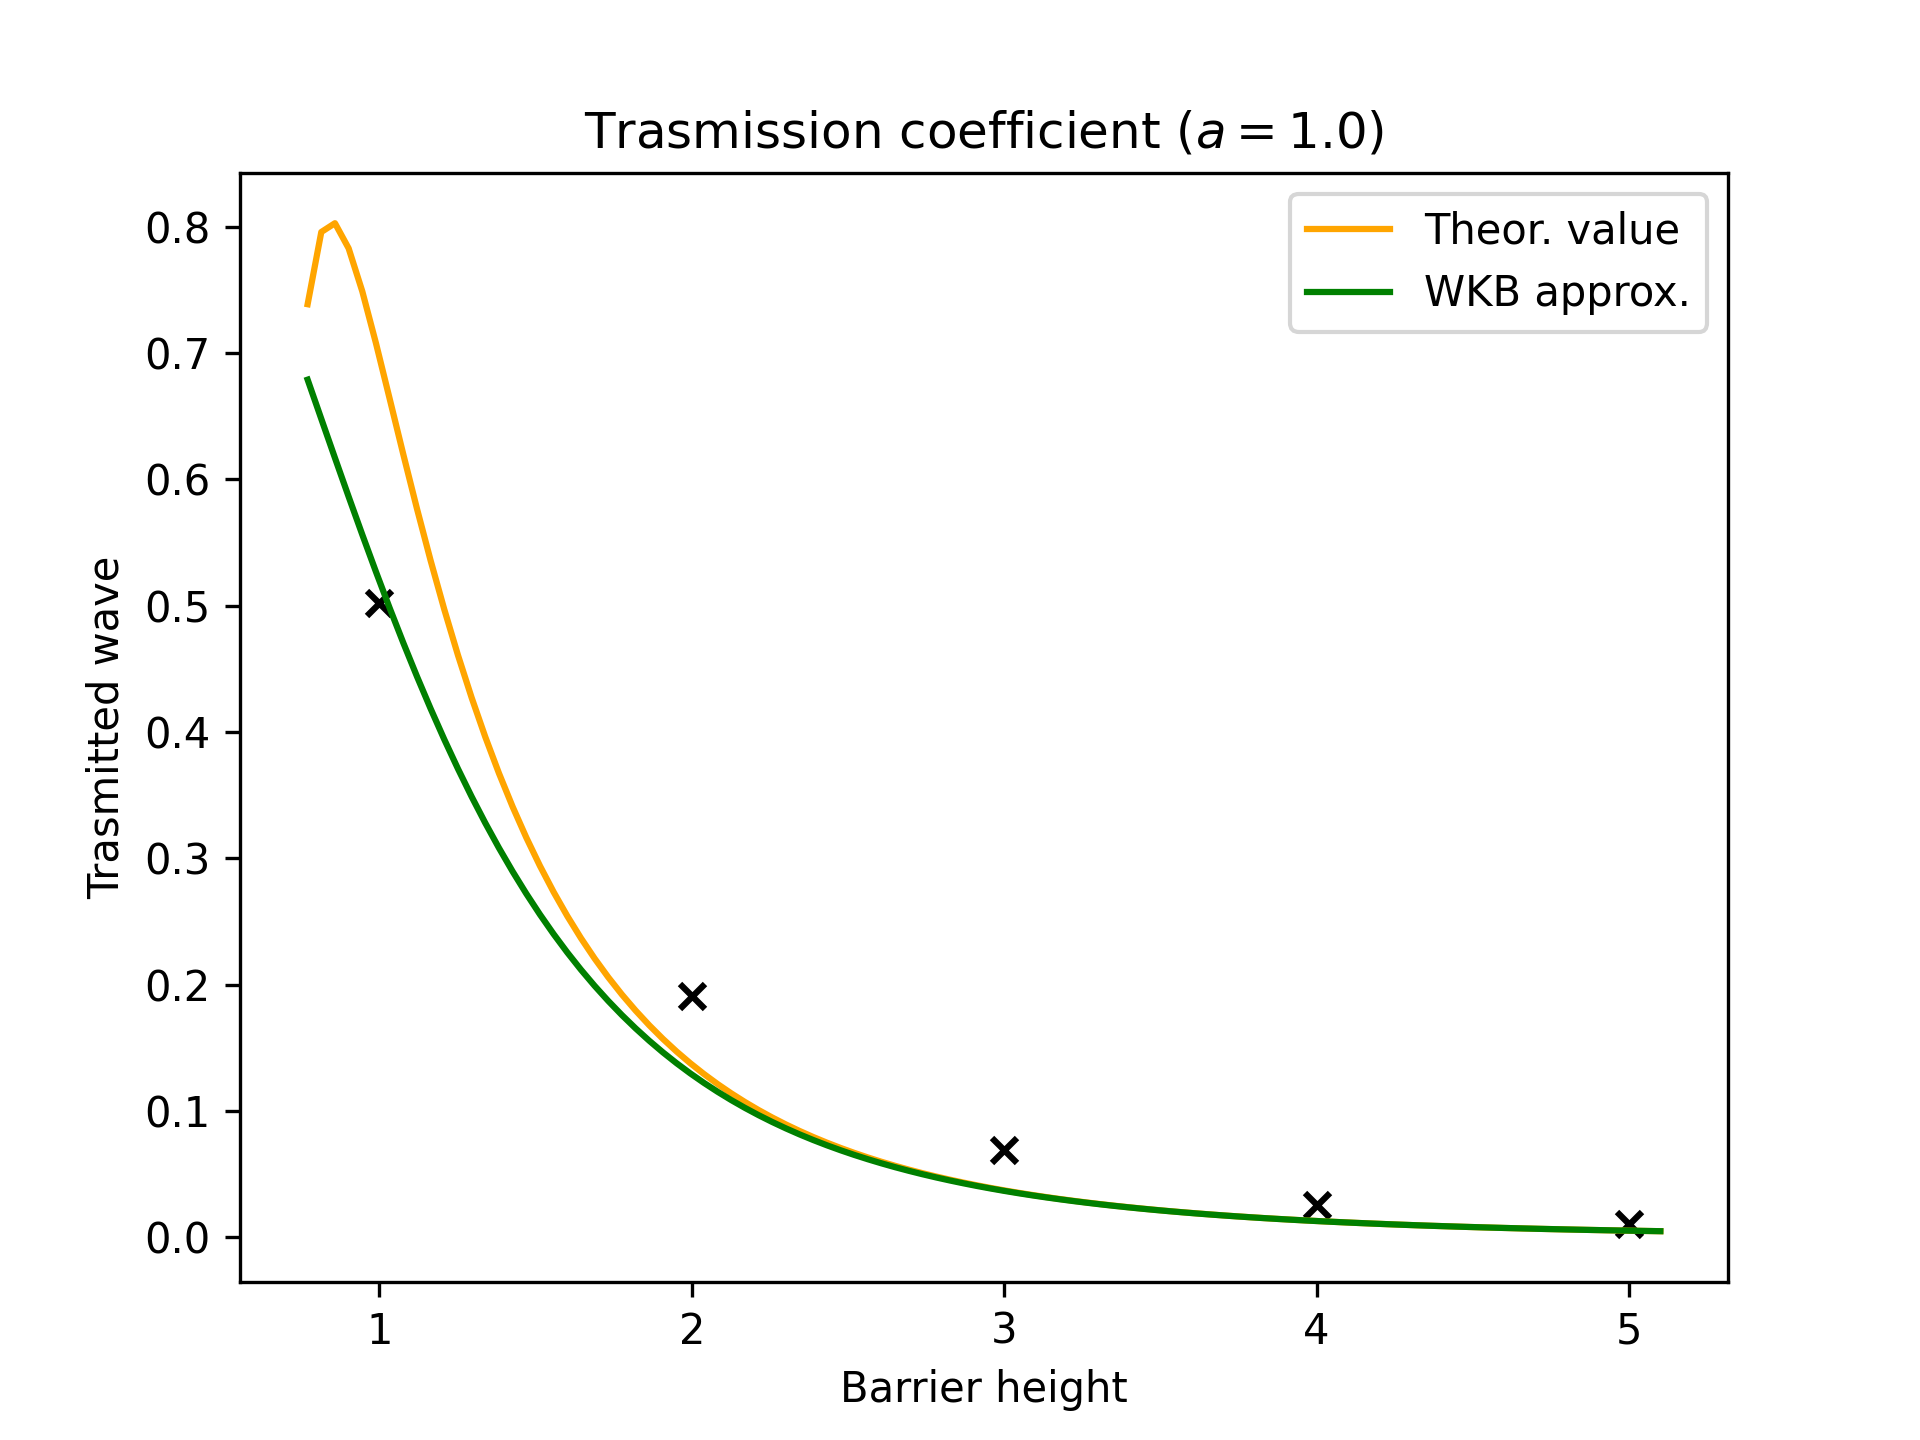 Trasmission coefficient (a = 1.0)
Theor. value
WKB approx.
Trasmitted wave
0.8
0.7
0.6
0.5
0.4
0.3
0.2
0.1
0.0
1 2 3 4 5
Barrier height